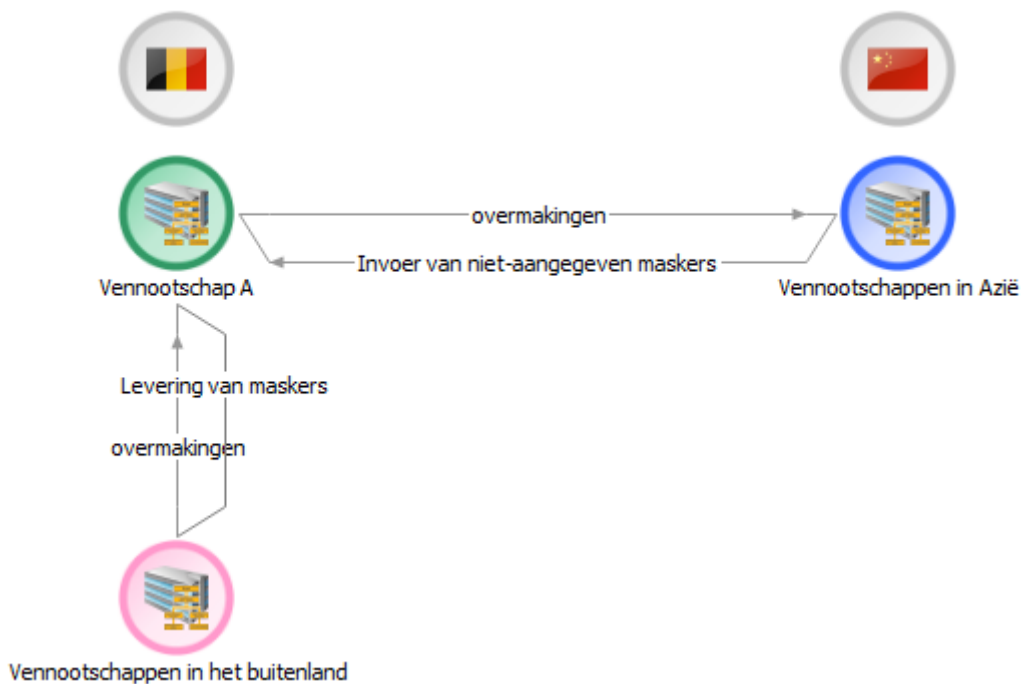 overmakingen
Invoer van niet-aangegeven maskers
Vennootschap A
Vennootschappen in Azië
Levering van maskers
overmakingen
Vennootschappen in het buitenland